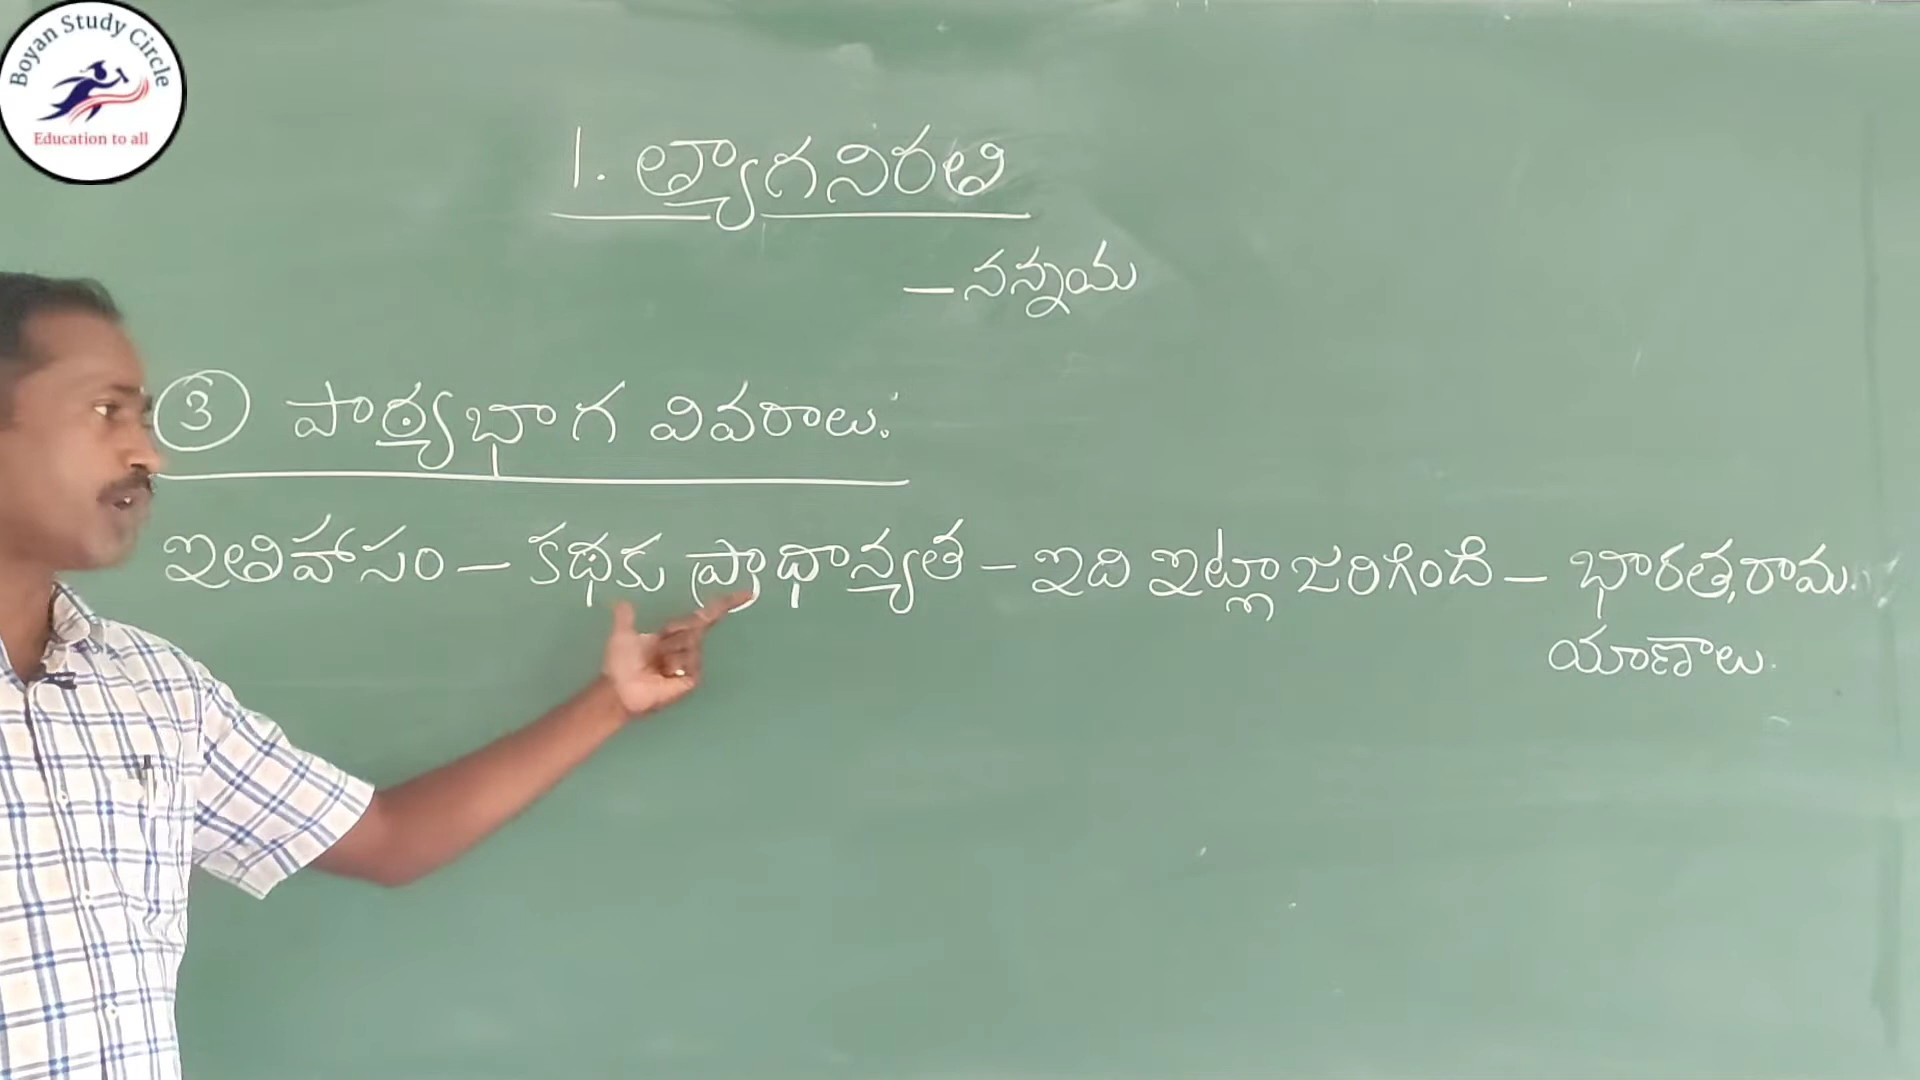 Boyan Study Circle
Education to all
1. త్యాగనిరతి
– నన్నయ
3 పాఠ్యభాగ వివరాలు:
ఇతిహాసం – కథకు ప్రాధాన్యత – ఇది ఇట్లా జరిగింది – భారత, రామ
యాణాలు.